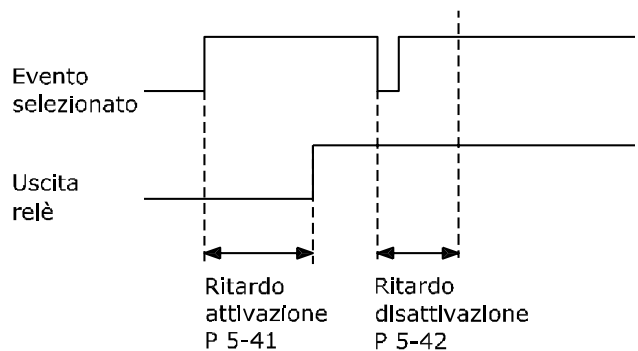 Evento
selezionato
Uscita
relè
Ritardo
attivazione
P 5-41
Ritardo
disattivazione
P 5-42